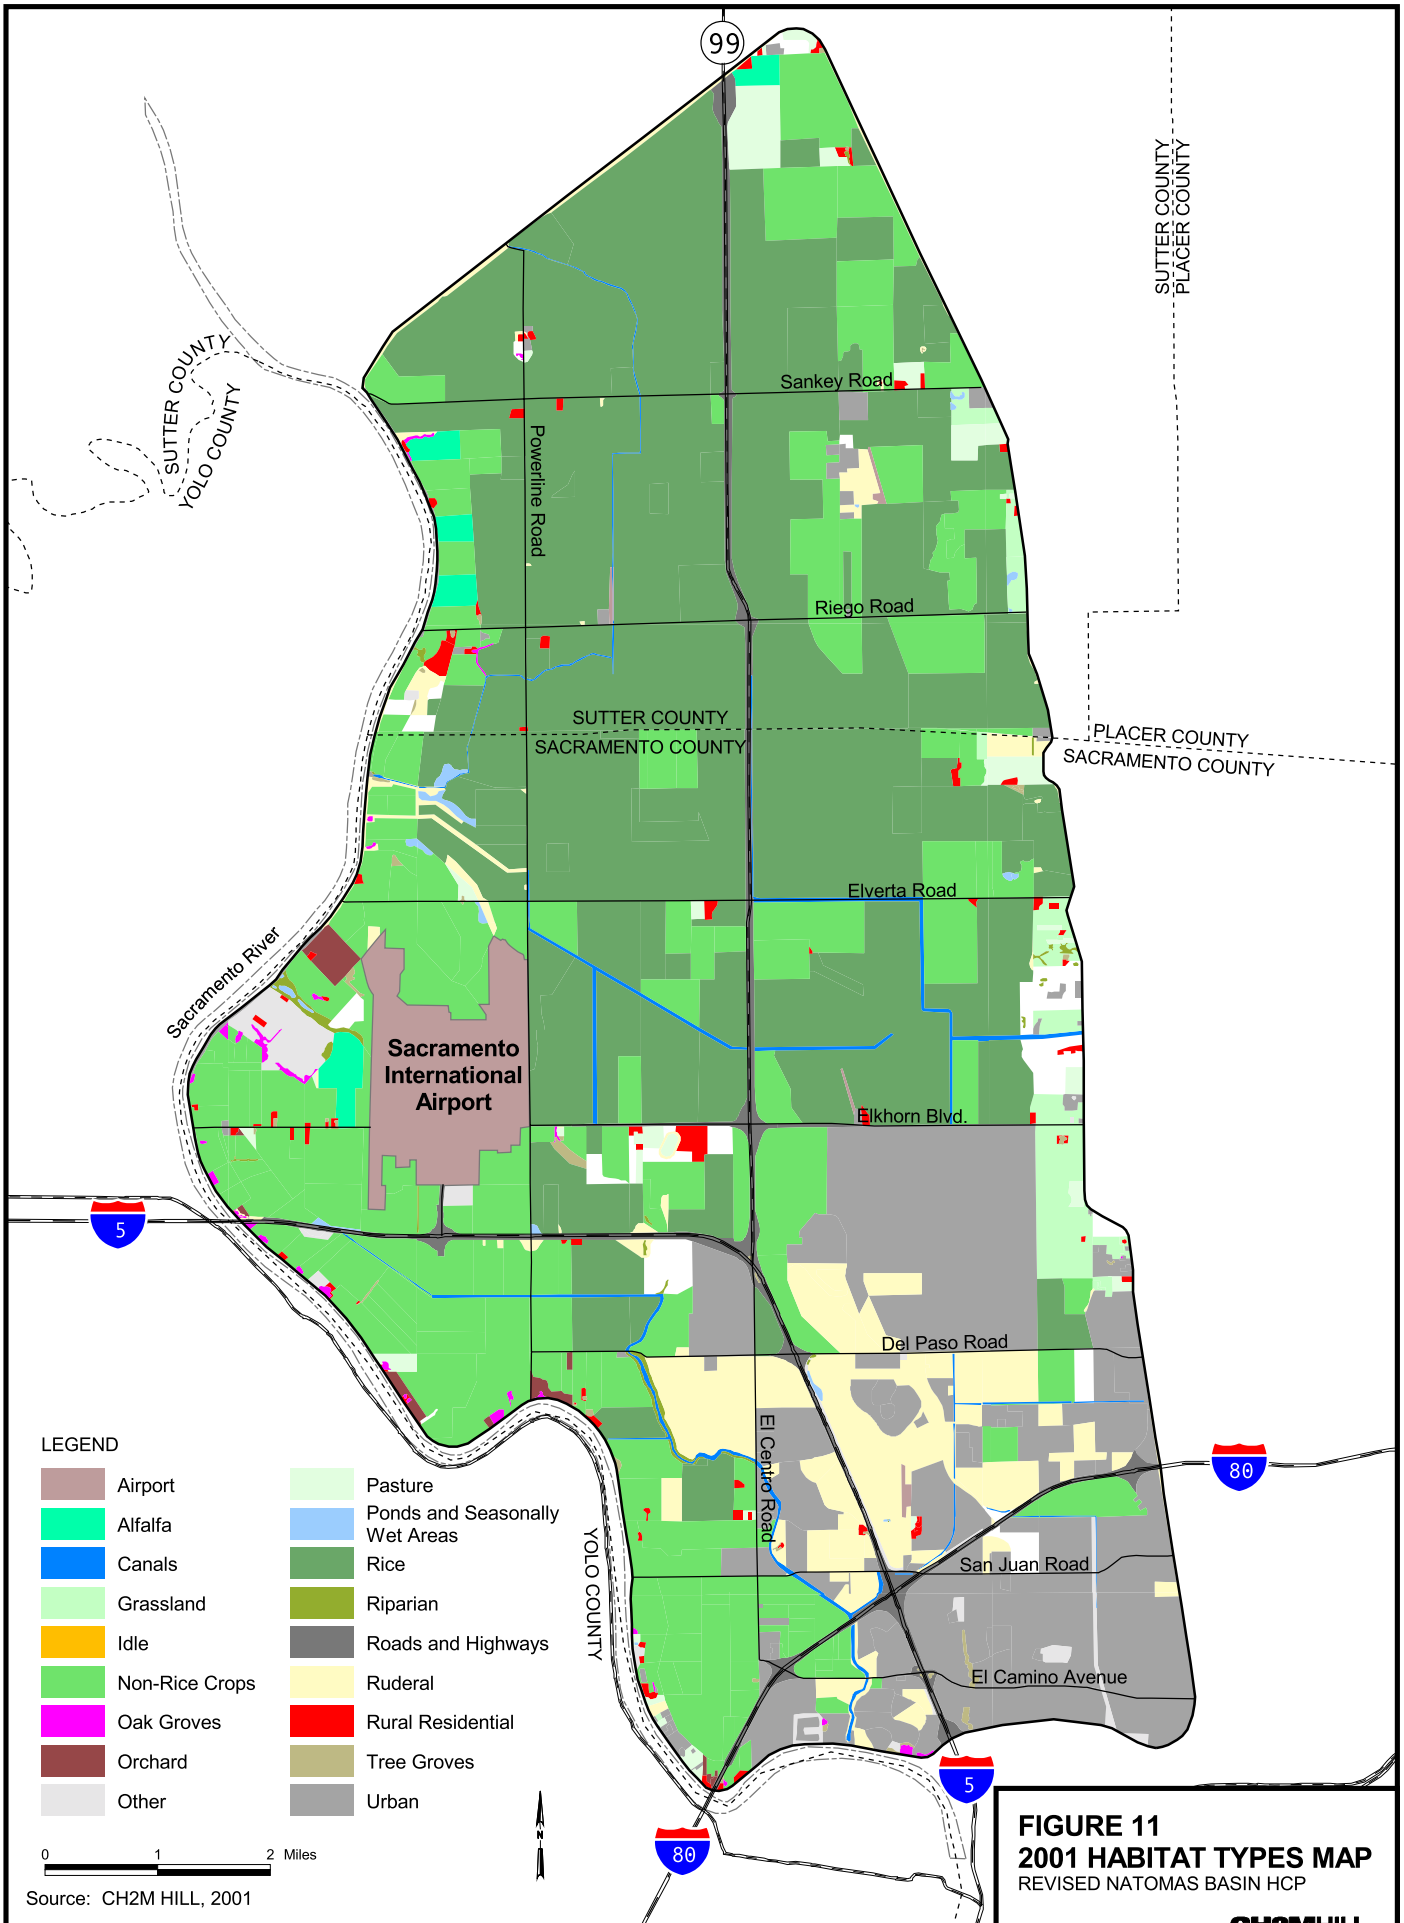 99
SUTTER COUNTY
PLACER COUNTY
SUTTER COUNTY
YOLO COUNTY
Sankey Road
Powerline Road
Riego Road
SUTTER COUNTY
SACRAMENTO COUNTY
PLACER COUNTY
SACRAMENTO COUNTY
Elverta Road
Sacramento River
Sacramento
International
Airport
Elkhorn Blvd.
5
Del Paso Road
El Centro Road
80
San Juan Road
YOLO COUNTY
El Camino Avenue
5
80
LEGEND
Airport
Alfalfa
Canals
Grassland
Idle
Non-Rice Crops
Oak Groves
Orchard
Other
Pasture
Ponds and Seasonally
Wet Areas
Rice
Riparian
Roads and Highways
Ruderal
Rural Residential
Tree Groves
Urban
0 1 2 Miles
N
Source: CH2M HILL, 2001
FIGURE 11
2001 HABITAT TYPES MAP
REVISED NATOMAS BASIN HCP
CH2MHILL